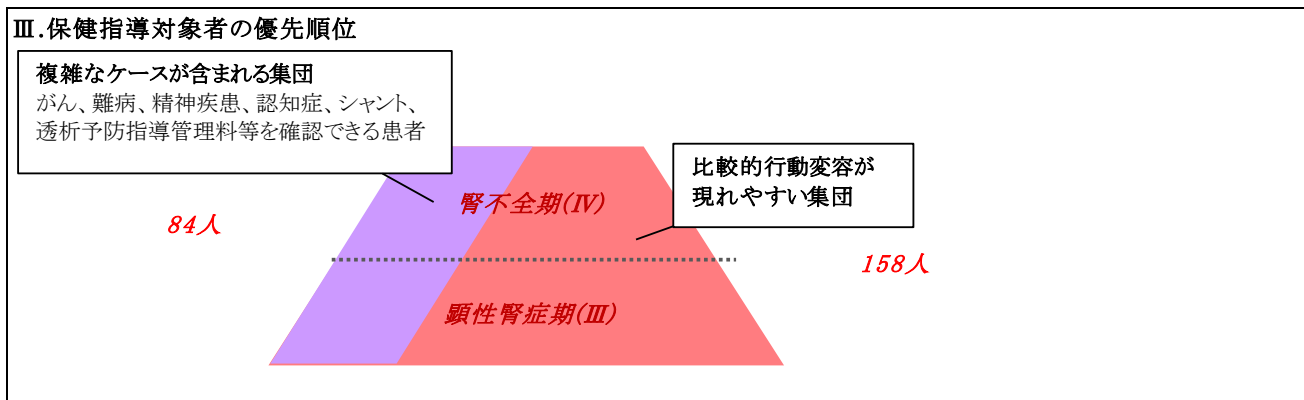 Ⅲ.保健指導対象者の優先順位
複雑なケースが含まれる集団
がん、難病、精神疾患、認知症、シャント、
透析予防指導管理料等を確認できる患者
比較的行動変容が
現れやすい集団
腎不全期(Ⅳ)
84人
158人
顕性腎症期(Ⅲ)